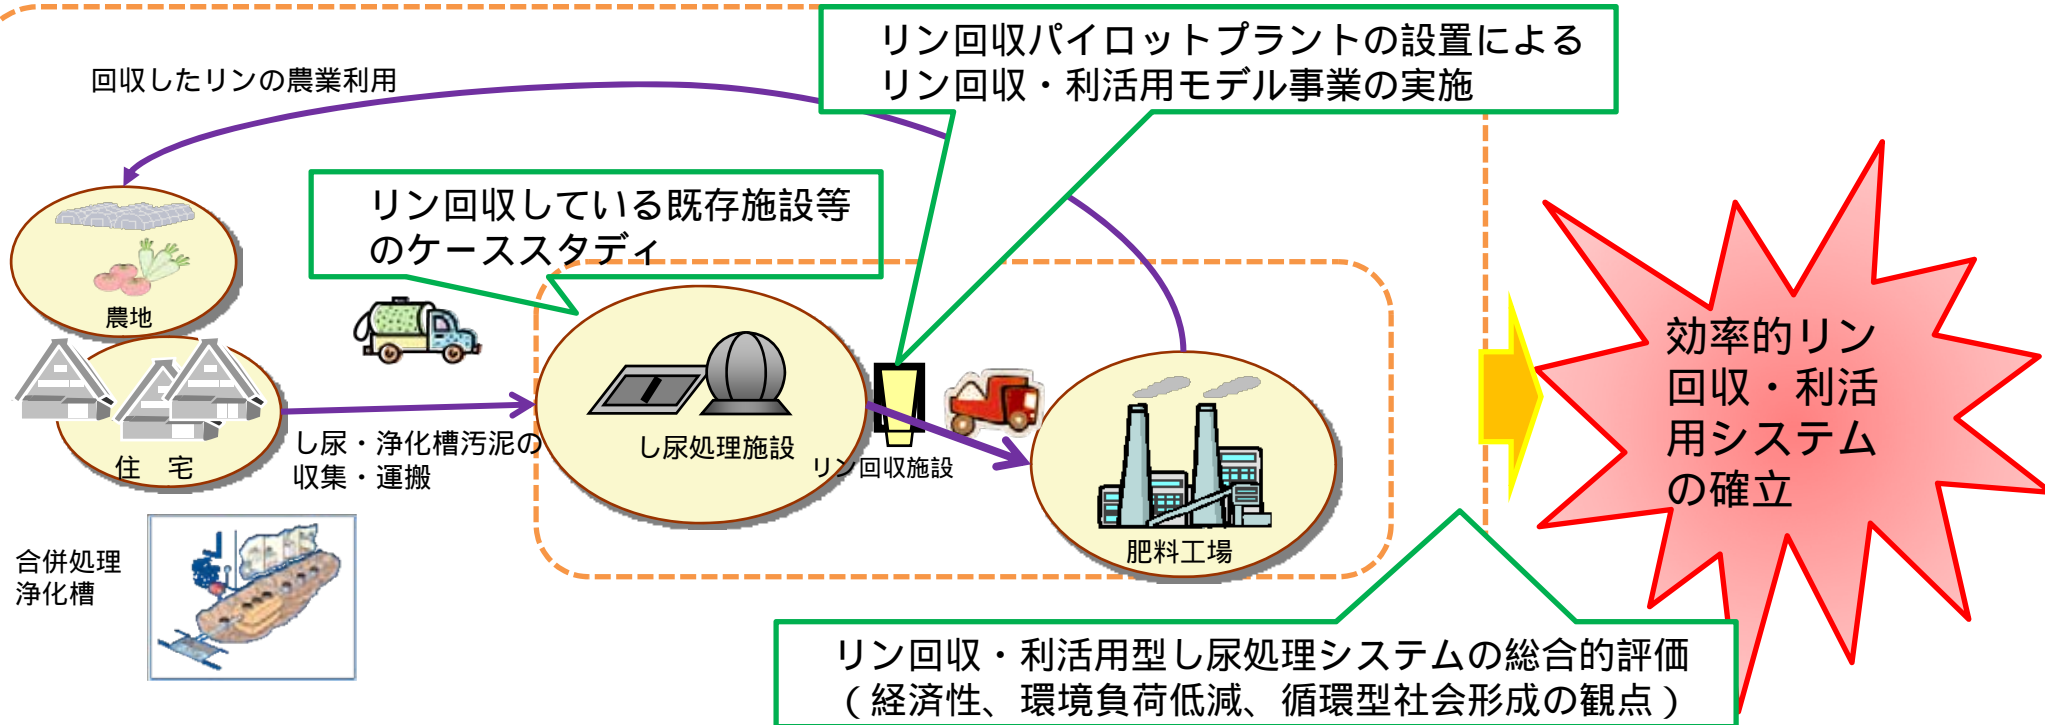 リン回収パイロットプラントの設置による
リン回収・利活用モデル事業の実施
回収したリンの農業利用
リン回収している既存施設等
のケーススタディ
農地
住　宅
し尿・浄化槽汚泥の
収集・運搬
し尿処理施設
リン回収施設
肥料工場
効率的リン
回収・利活
用システム
の確立
合併処理
浄化槽
リン回収・利活用型し尿処理システムの総合的評価
（経済性、環境負荷低減、循環型社会形成の観点）